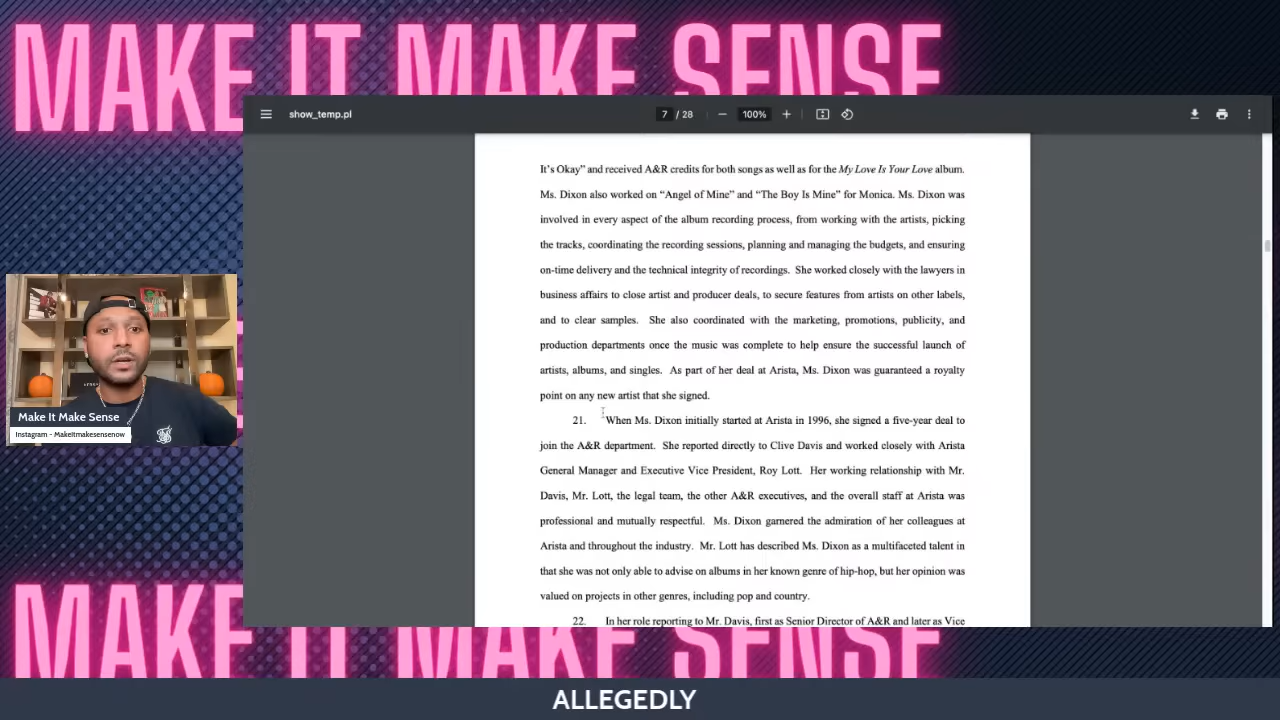 MAKE IT MAKE SENSE
show_temp.pl
7 / 28
100%
It's Okay" and received A&R credits for both songs as well as for the My Love Is Your Love album.
Ms. Dixon also worked on “Angel of Mine” and “The Boy Is Mine” for Monica. Ms. Dixon was
involved in every aspect of the album recording process, from working with the artists, picking
the tracks, coordinating the recording sessions, planning and managing the budgets, and ensuring
on-time delivery and the technical integrity of recordings. She worked closely with the lawyers in
business affairs to close artist and producer deals, to secure features from artists on other labels,
and to clear samples. She also coordinated with the marketing, promotions, publicity, and
production departments once the music was complete to help ensure the successful launch of
artists, albums, and singles. As part of her deal at Arista, Ms. Dixon was guaranteed a royalty
point on any new artist that she signed.
21. When Ms. Dixon initially started at Arista in 1996, she signed a five-year deal to
join the A&R department. She reported directly to Clive Davis and worked closely with Arista
General Manager and Executive Vice President, Roy Lott. Her working relationship with Mr.
Davis, Mr. Lott, the legal team, the other A&R executives, and the overall staff at Arista was
professional and mutually respectful. Ms. Dixon garnered the admiration of her colleagues at
Arista and throughout the industry. Mr. Lott has described Ms. Dixon as a multifaceted talent in
that she was not only able to advise on albums in her known genre of hip-hop, but her opinion was
valued on projects in other genres, including pop and country.
22. In her role reporting to Mr. Davis, first as Senior Director of A&R and later as Vice
Make It Make Sense
Instagram - MakeItmakesensenow
MAKE IT MAKE SENSE
ALLEGEDLY